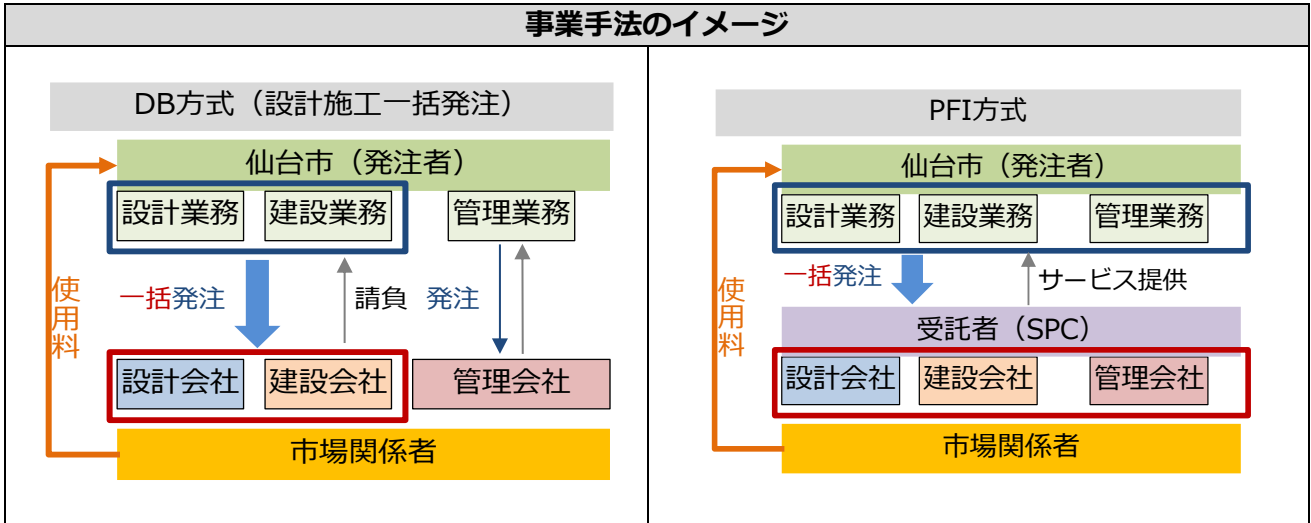 事業手法のイメージ
DB方式（設計施工一括発注）
仙台市（発注者）
設計業務
建設業務
管理業務
一括発注
請負
発注
使用料
設計会社
建設会社
管理会社
市場関係者
PFI方式
仙台市（発注者）
設計業務
建設業務
管理業務
一括発注
サービス提供
使用料
受託者（SPC）
設計会社
建設会社
管理会社
市場関係者